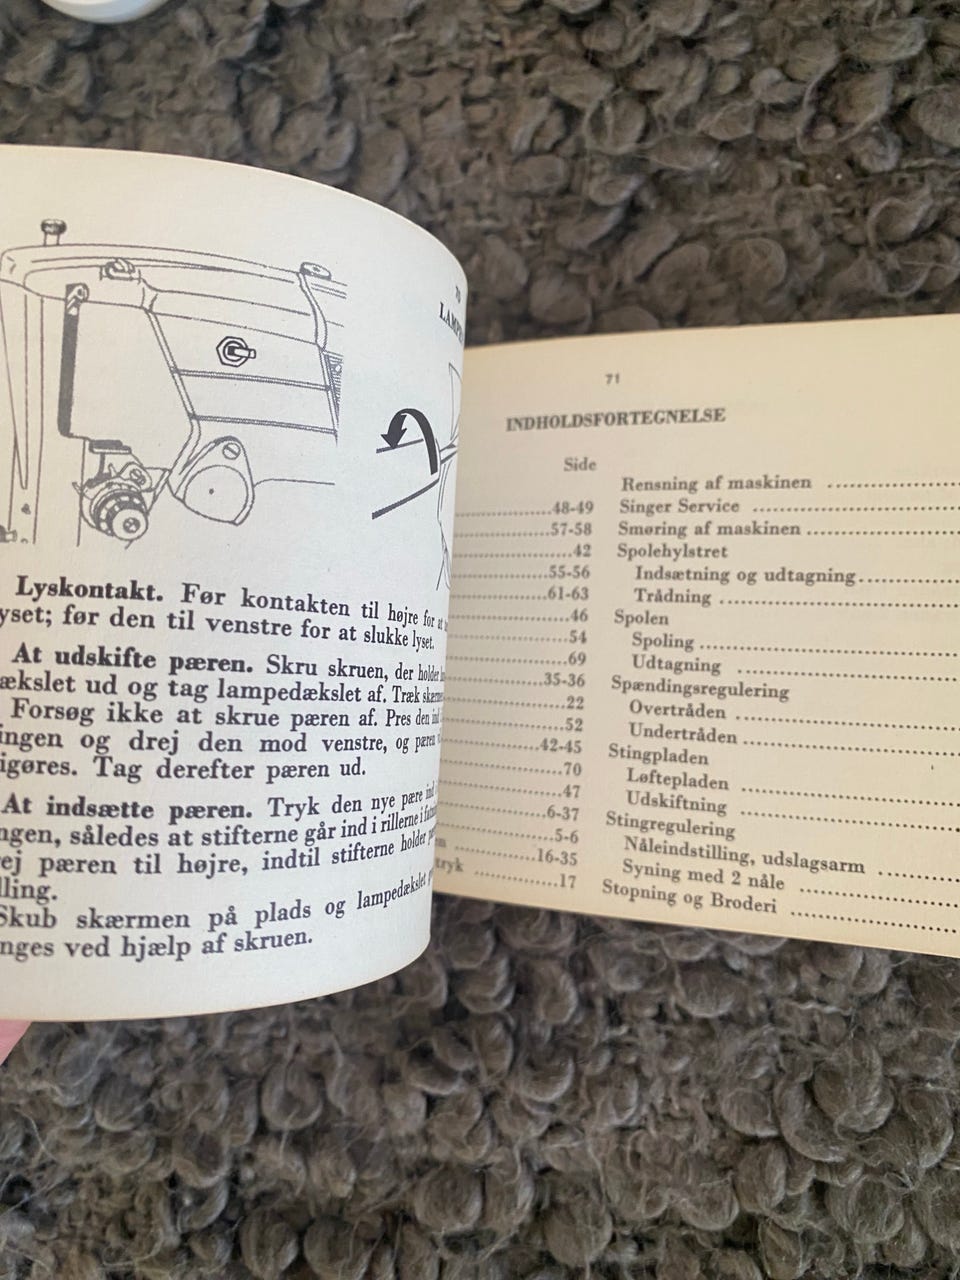 70
Lyskontakt. Før kontakten til højre for at
lyset; før den til venstre for at slukke lyset.
At udskifte pæren. Skru skruen, der holder
ækslet ud og tag lampedækslet af. Træk
Forsøg ikke at skrue pæren af. Pres den ind
ingen og drej den mod venstre, og pæren
igøres. Tag derefter pæren ud.
At indsætte pæren. Tryk den nye pære ind
ngen, således at stifterne går ind i rillerne i
ej pæren til højre, indtil stifterne holder
lling.
Skub skærmen på plads og lampedækslet
nges ved hjælp af skruen.
71
INDHOLDSFORTEGNELSE
Side
48-49
57-58
42
55-56
61-63
46
54
69
35-36
22
52
42-45
70
47
6-37
5-6
16-35
tryk 17
Rensning af maskinen
Singer Service
Smøring af maskinen
Spolehylstret
Indsætning og udtagning
Trådning
Spolen
Spoling
Udtagning
Spændingsregulering
Overtråden
Undertråden
Stingpladen
Løftepladen
Udskiftning
Stingregulering
Nåleindstilling, udslagsarm
Syning med 2 nåle
Stopning og Broderi